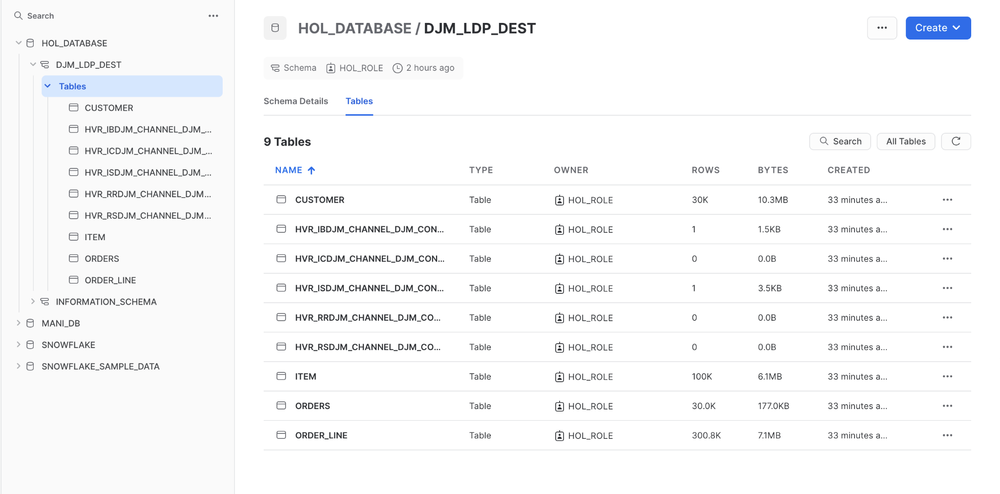 Search
HOL_DATABASE
DJM_LDP_DEST
Tables
CUSTOMER
HVR_IBDJM_CHANNEL_DJM_...
HVR_ICDJM_CHANNEL_DJM_...
HVR_ISDJM_CHANNEL_DJM_...
HVR_RRDJM_CHANNEL_DJM...
HVR_RSDJM_CHANNEL_DJM...
ITEM
ORDERS
ORDER_LINE
INFORMATION_SCHEMA
MANI_DB
SNOWFLAKE
SNOWFLAKE_SAMPLE_DATA
HOL_DATABASE / DJM_LDP_DEST
Create
Schema HOL_ROLE 2 hours ago
Schema Details Tables
9 Tables
Search All Tables
NAME TYPE OWNER ROWS BYTES CREATED
CUSTOMER Table HOL_ROLE 30K 10.3MB 33 minutes a...
HVR_IBDJM_CHANNEL_DJM_CON... Table HOL_ROLE 1 1.5KB 33 minutes a...
HVR_ICDJM_CHANNEL_DJM_CON... Table HOL_ROLE 0 0.0B 33 minutes a...
HVR_ISDJM_CHANNEL_DJM_CON... Table HOL_ROLE 1 3.5KB 33 minutes a...
HVR_RRDJM_CHANNEL_DJM_CO... Table HOL_ROLE 0 0.0B 33 minutes a...
HVR_RSDJM_CHANNEL_DJM_CO... Table HOL_ROLE 0 0.0B 33 minutes a...
ITEM Table HOL_ROLE 100K 6.1MB 33 minutes a...
ORDERS Table HOL_ROLE 30.0K 177.0KB 33 minutes a...
ORDER_LINE Table HOL_ROLE 300.8K 7.1MB 33 minutes a...